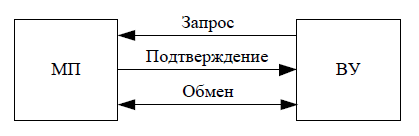 Запрос
МП
Подтверждение
ВУ
Обмен